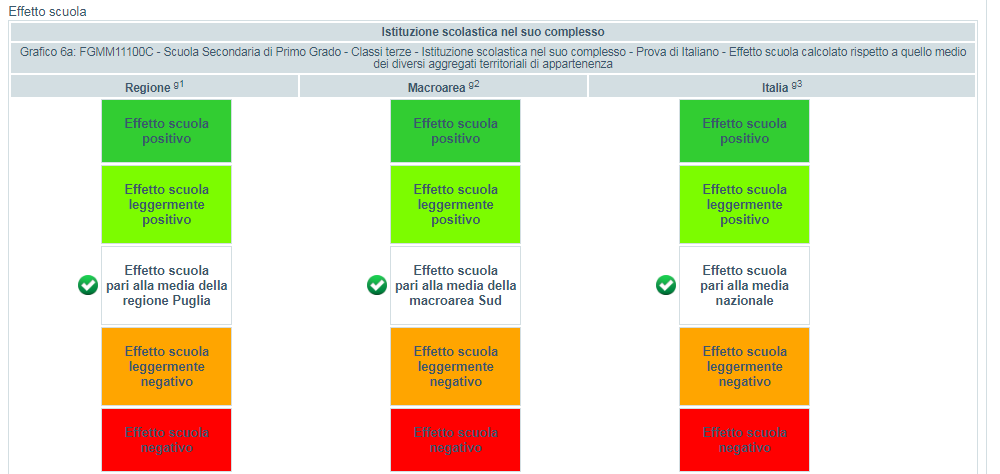 Effetto scuola
Istituzione scolastica nel suo complesso
Grafico 6a: FGMM11100C - Scuola Secondaria di Primo Grado - Classi terze - Istituzione scolastica nel suo complesso - Prova di Italiano - Effetto scuola calcolato rispetto a quello medio
dei diversi aggregati territoriali di appartenenza
Regione g1 Macroarea g2 Italia g3
Effetto scuola
positivo
Effetto scuola
positivo
Effetto scuola
positivo
Effetto scuola
leggermente
positivo
Effetto scuola
leggermente
positivo
Effetto scuola
leggermente
positivo
Effetto scuola
pari alla media della
regione Puglia
Effetto scuola
pari alla media della
macroarea Sud
Effetto scuola
pari alla media
nazionale
Effetto scuola
leggermente
negativo
Effetto scuola
leggermente
negativo
Effetto scuola
leggermente
negativo
Effetto scuola
negativo
Effetto scuola
negativo
Effetto scuola
negativo